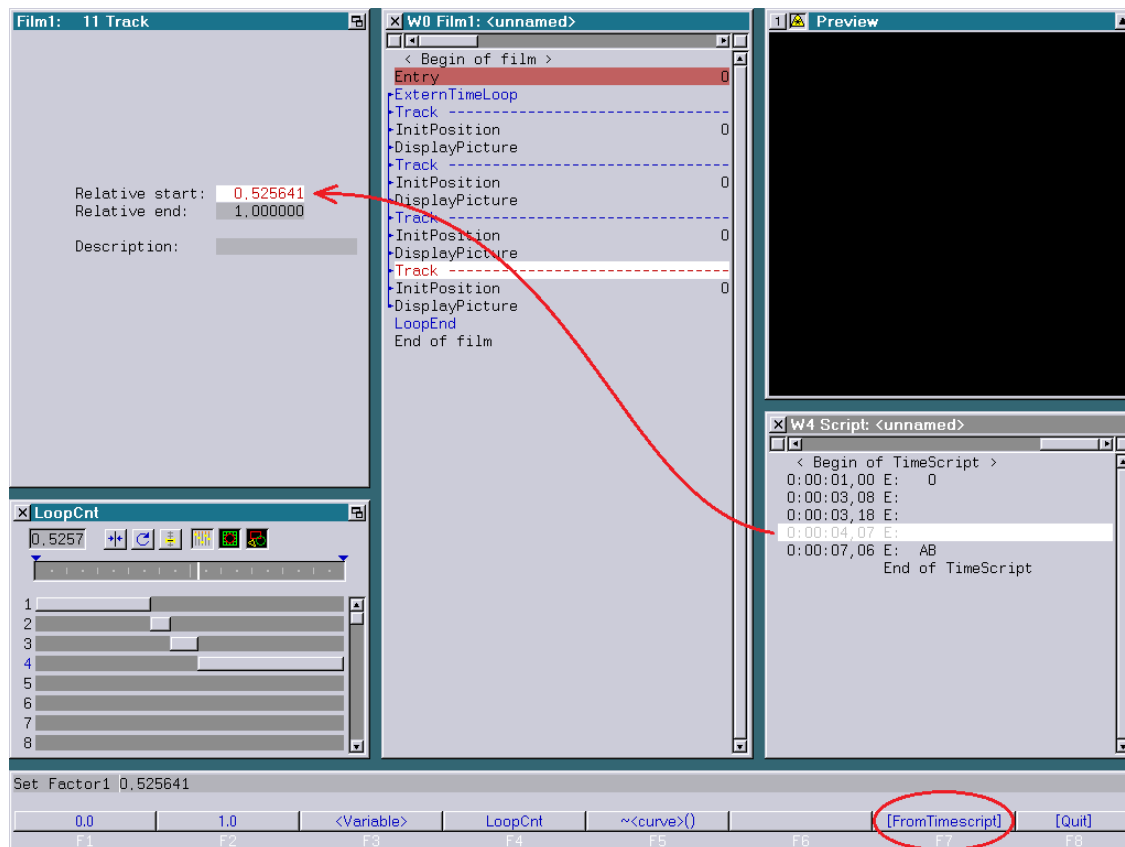 Film1:   11 Track
Relative start:   0,525641
Relative end:   1,000000
Description:
LoopCnt
0,5257
1
2
3
4
5
6
7
8
W0 Film1: <unnamed>
< Begin of film >
Entry   0
ExternTimeLoop
Track --------------------------------
InitPosition   0
DisplayPicture
Track --------------------------------
InitPosition   0
DisplayPicture
Track --------------------------------
InitPosition   0
DisplayPicture
Track --------------------------------
InitPosition   0
DisplayPicture
LoopEnd
End of film
1   Preview
W4 Script: <unnamed>
< Begin of TimeScript >
0:00:01,00 E:   0
0:00:03,08 E:
0:00:03,18 E:
0:00:04,07 E:
0:00:07,06 E:  AB
End of TimeScript
Set Factor1 0,525641
0.0   1.0   <Variable>   LoopCnt   ~<curve>()   [FromTimescript]   [Quit]
F1   F2   F3   F4   F5   F6   F7   F8